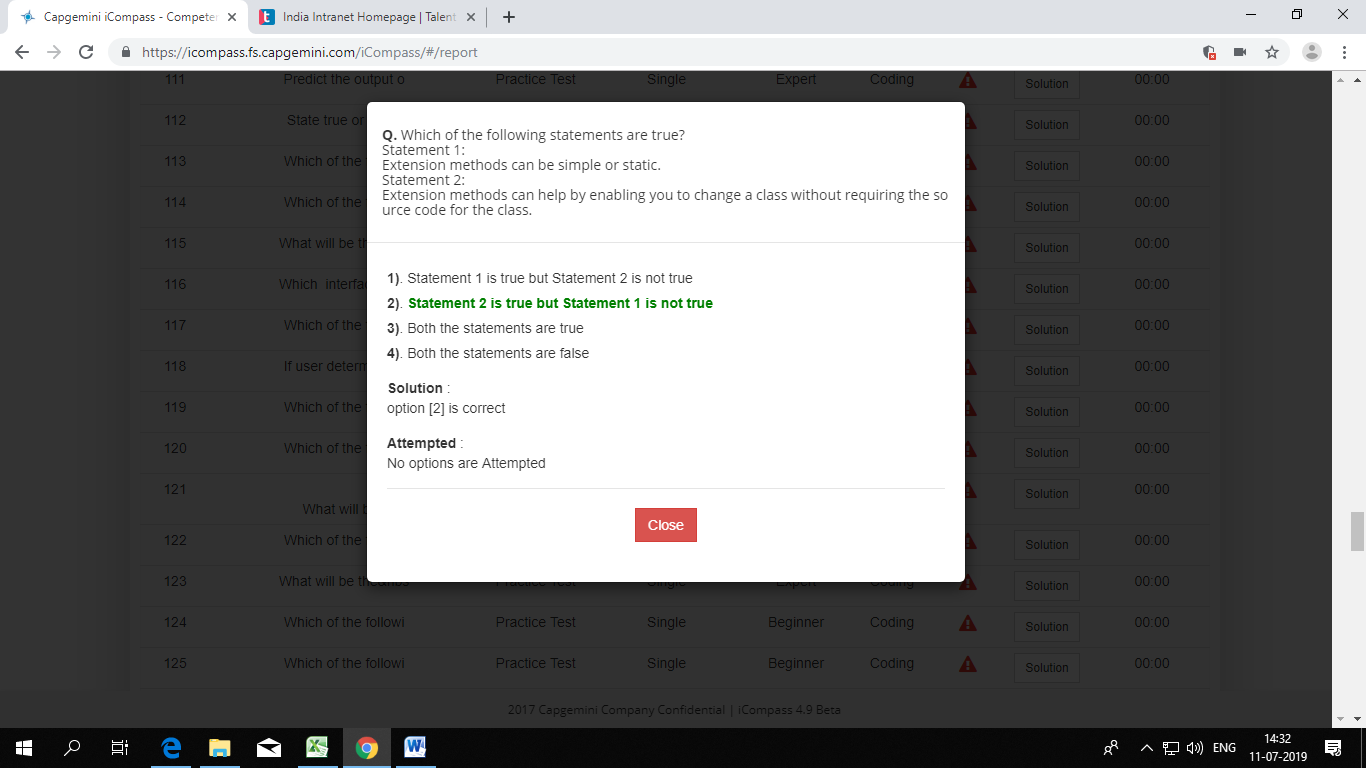 Capgemini iCompass - Competen
India Intranet Homepage | Talent
https://icompass.fs.capgemini.com/iCompass/#/report
111 Predict the output o Practice Test Single Expert Coding Solution 00:00
112 State true or Solution 00:00
113 Which of the Solution 00:00
114 Which of the Solution 00:00
115 What will be th Solution 00:00
116 Which interfa Solution 00:00
117 Which of the Solution 00:00
118 If user determ Solution 00:00
119 Which of the Solution 00:00
120 Which of the Solution 00:00
121 What will b Solution 00:00
122 Which of the Solution 00:00
123 What will be the Practice Test Single Expert Coding Solution 00:00
124 Which of the followi Practice Test Single Beginner Coding Solution 00:00
125 Which of the followi Practice Test Single Beginner Coding Solution 00:00
Q. Which of the following statements are true?
Statement 1:
Extension methods can be simple or static.
Statement 2:
Extension methods can help by enabling you to change a class without requiring the so
urce code for the class.
1). Statement 1 is true but Statement 2 is not true
2). Statement 2 is true but Statement 1 is not true
3). Both the statements are true
4). Both the statements are false
Solution :
option [2] is correct
Attempted :
No options are Attempted
Close
2017 Capgemini Company Confidential | iCompass 4.9 Beta
ENG
14:32
11-07-2019